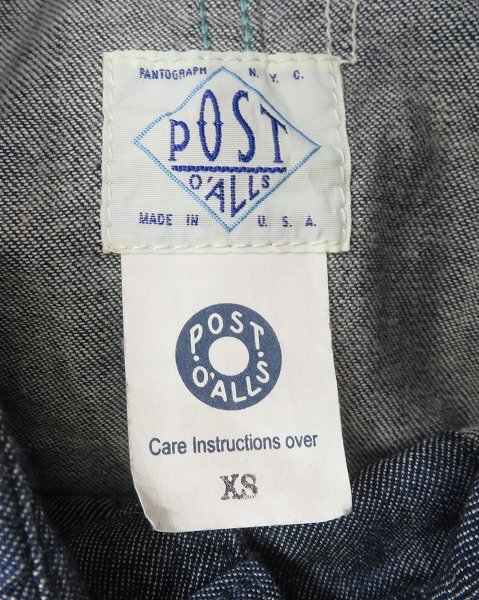 PANTOGRAPH N.Y.C.
POST
O'ALLS
MADE IN U.S.A.
POST
O'ALLS
Care Instructions over
XS